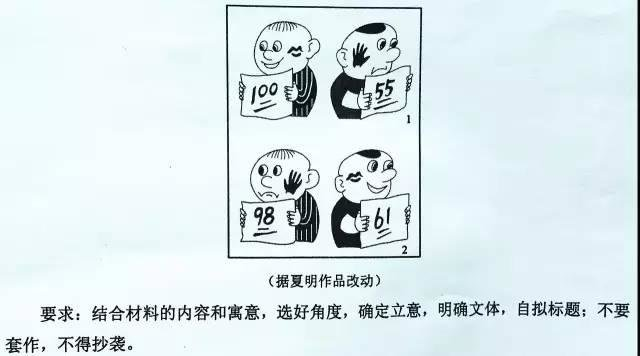 100 55
1
98 61
2
（据夏明作品改动）
要求：结合材料的内容和寓意，选好角度，确定立意，明确文体，自拟标题；不要
套作，不得抄袭。